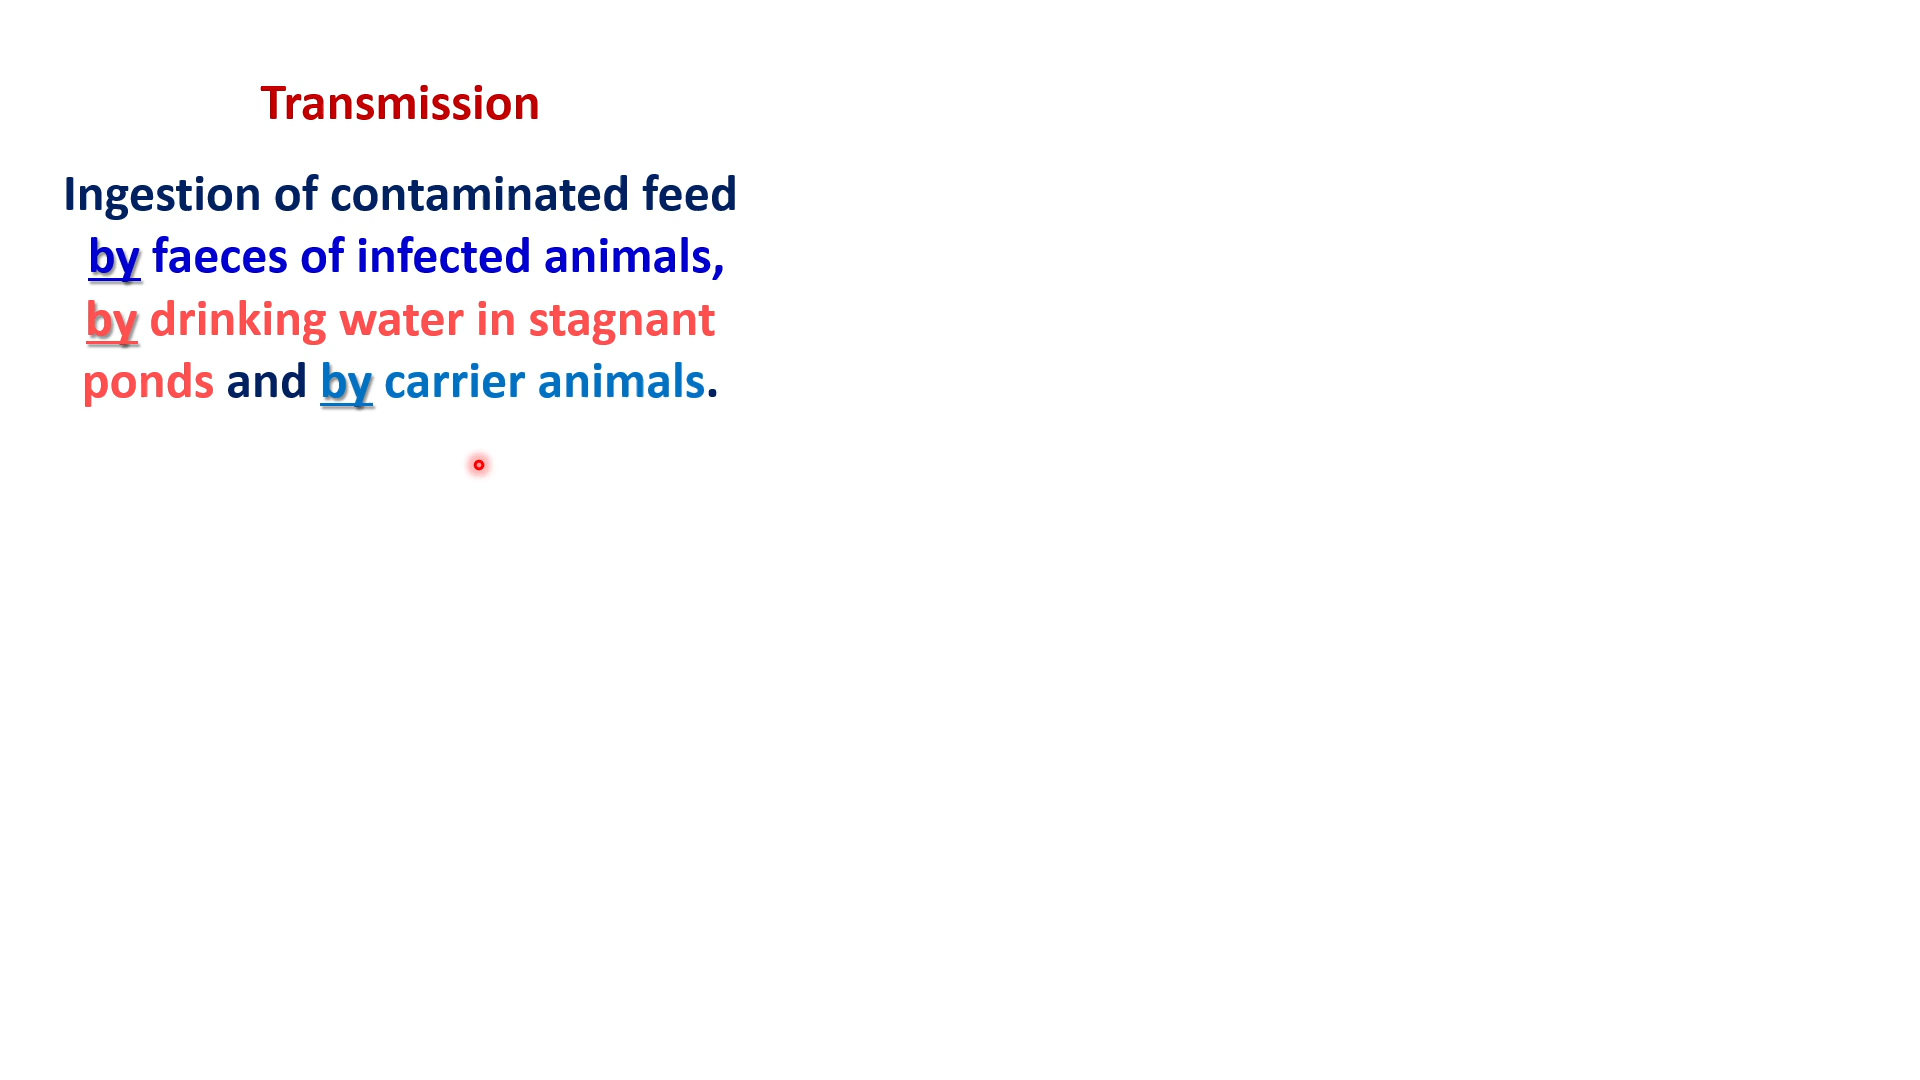 Transmission
Ingestion of contaminated feed
by faeces of infected animals,
by drinking water in stagnant
ponds and by carrier animals.